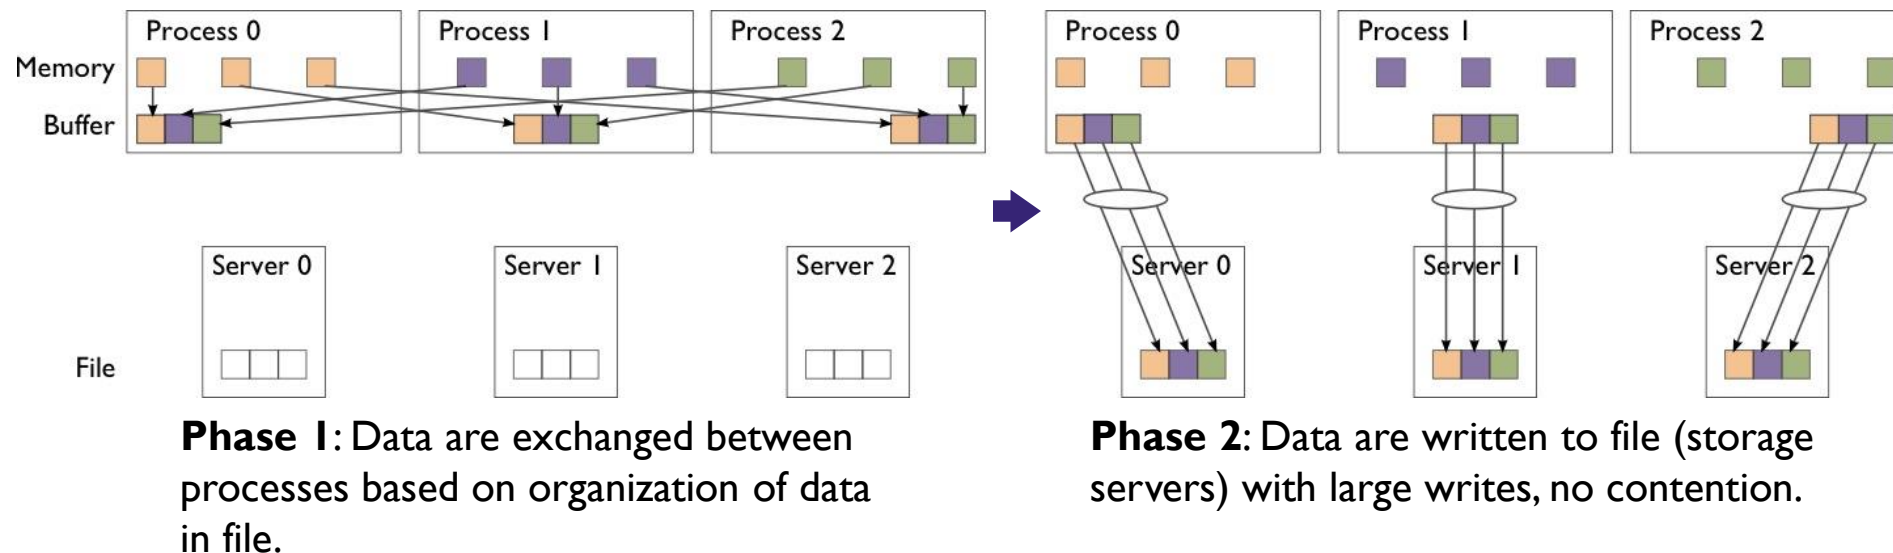 Process 0
Process 1
Process 2
Memory
Buffer
Server 0
Server 1
Server 2
File
Phase 1: Data are exchanged between
processes based on organization of data
in file.
Process 0
Process 1
Process 2
Server 0
Server 1
Server 2
Phase 2: Data are written to file (storage
servers) with large writes, no contention.